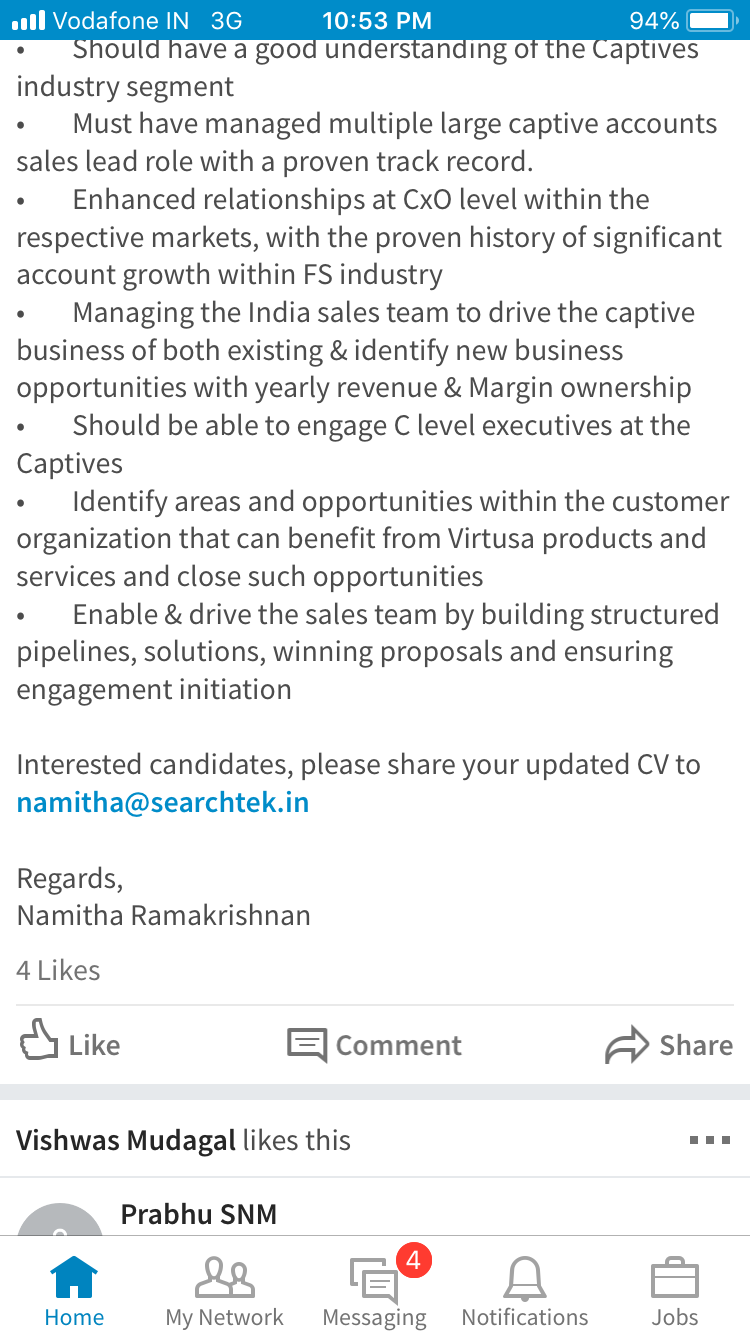 Vodafone IN 3G 10:53 PM 94%
• Should have a good understanding of the Captives
industry segment
• Must have managed multiple large captive accounts
sales lead role with a proven track record.
• Enhanced relationships at CxO level within the
respective markets, with the proven history of significant
account growth within FS industry
• Managing the India sales team to drive the captive
business of both existing & identify new business
opportunities with yearly revenue & Margin ownership
• Should be able to engage C level executives at the
Captives
• Identify areas and opportunities within the customer
organization that can benefit from Virtusa products and
services and close such opportunities
• Enable & drive the sales team by building structured
pipelines, solutions, winning proposals and ensuring
engagement initiation
Interested candidates, please share your updated CV to
namitha@searchtek.in
Regards,
Namitha Ramakrishnan
4 Likes
Like Comment Share
Vishwas Mudagal likes this
Prabhu SNM
4
Home My Network Messaging Notifications Jobs